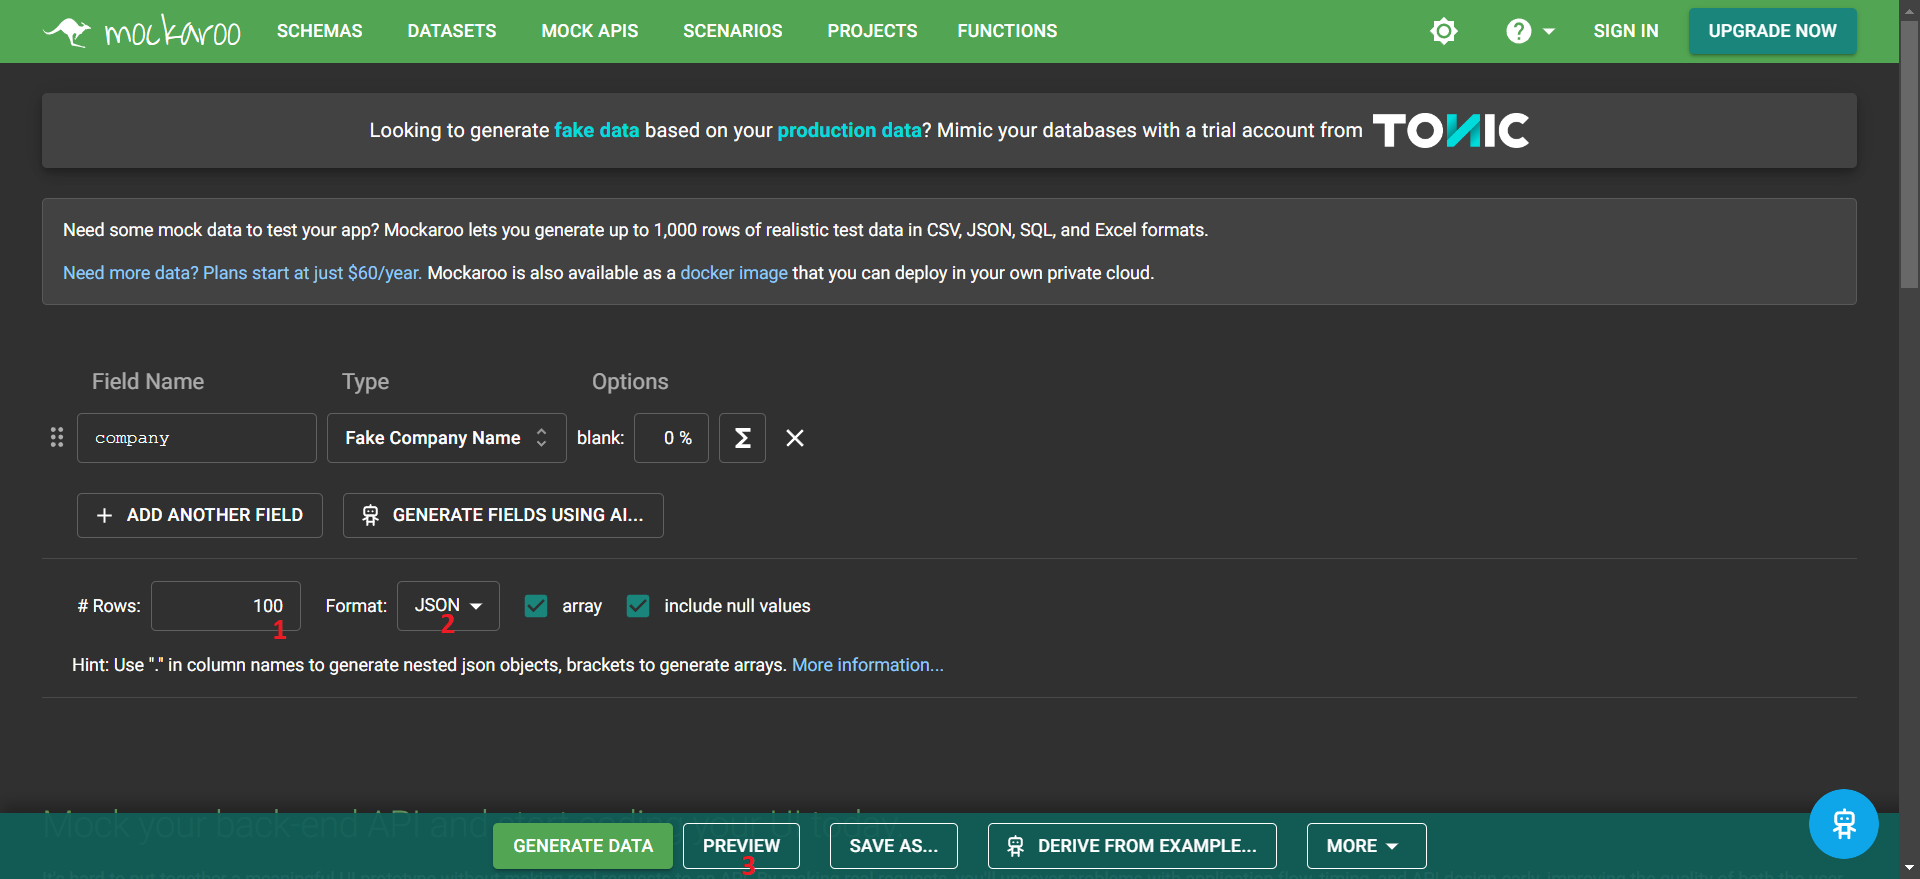 mockaroo SCHEMAS DATASETS MOCK APIS SCENARIOS PROJECTS FUNCTIONS ? SIGN IN UPGRADE NOW
Looking to generate fake data based on your production data? Mimic your databases with a trial account from TONIC
Need some mock data to test your app? Mockaroo lets you generate up to 1,000 rows of realistic test data in CSV, JSON, SQL, and Excel formats.
Need more data? Plans start at just $60/year. Mockaroo is also available as a docker image that you can deploy in your own private cloud.
Field Name Type Options
company Fake Company Name blank: 0 % Σ
ADD ANOTHER FIELD GENERATE FIELDS USING AI...
# Rows: 100 Format: JSON array include null values
1 2
Hint: Use "." in column names to generate nested json objects, brackets to generate arrays. More information...
Mock your back-end API and start coding your UI today.
GENERATE DATA PREVIEW SAVE AS... DERIVE FROM EXAMPLE... MORE
3